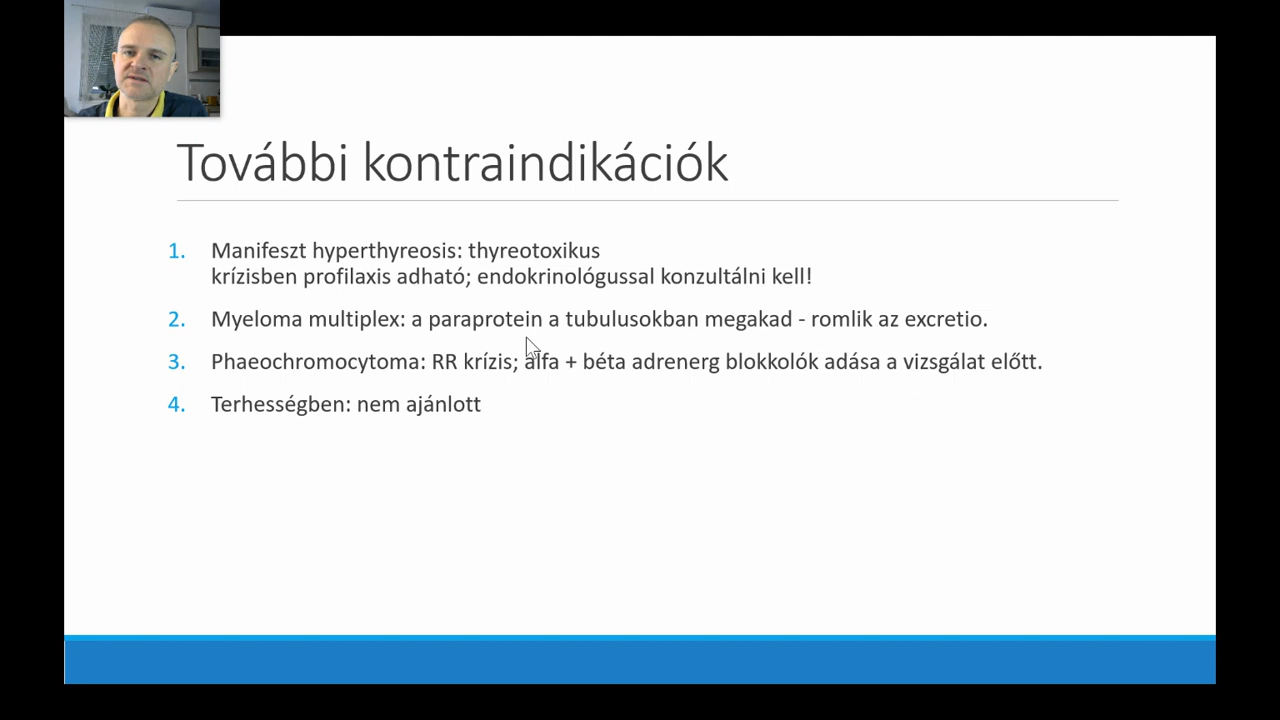 További kontraindikációk
1. Manifeszt hyperthyreosis: thyreotoxikus
krízisben profilaxis adható; endokrinológussal konzultálni kell!
2. Myeloma multiplex: a paraprotein a tubulusokban megakad - romlik az excretio.
3. Phaeochromocytoma: RR krízis; alfa + béta adrenerg blokkolók adása a vizsgálat előtt.
4. Terhességben: nem ajánlott